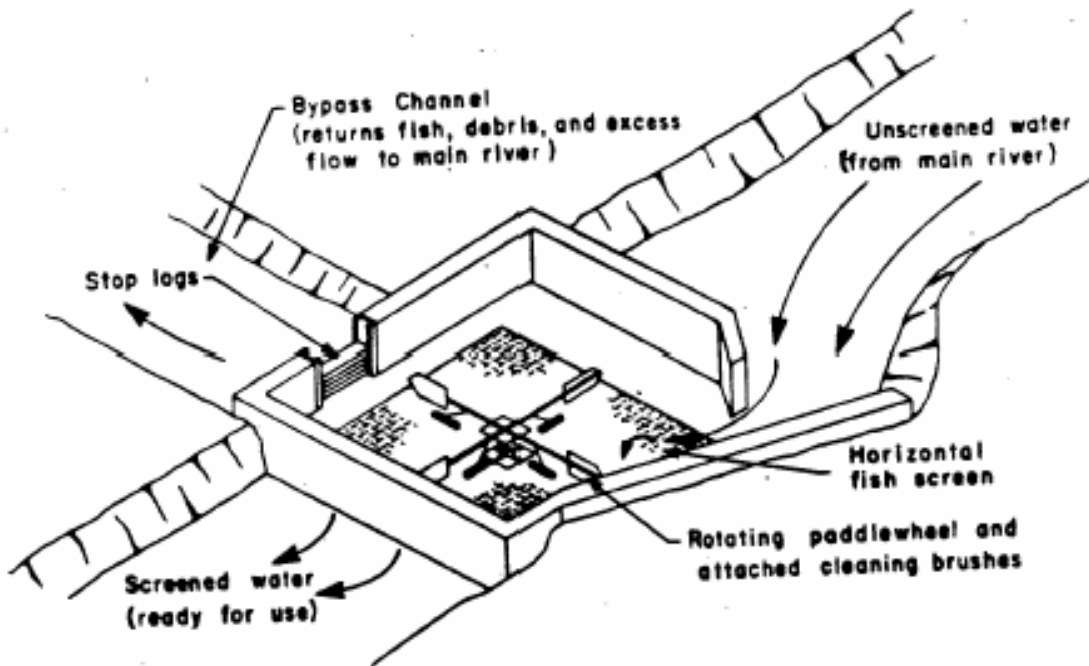 Bypass Channel
(returns fish, debris, and excess
flow to main river)
Unscreened water
(from main river)
Stop logs
Horizontal
fish screen
Rotating paddlewheel and
attached cleaning brushes
Screened water
(ready for use)